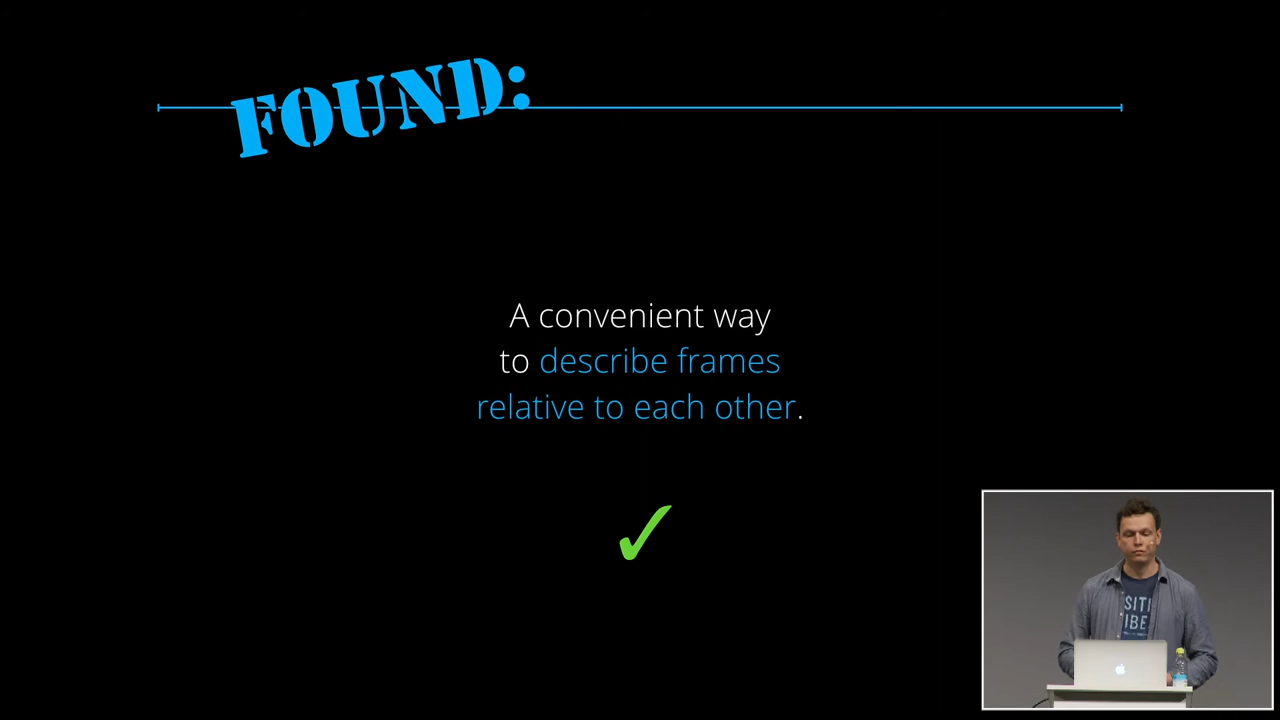 FOUND:
A convenient way
to describe frames
relative to each other.